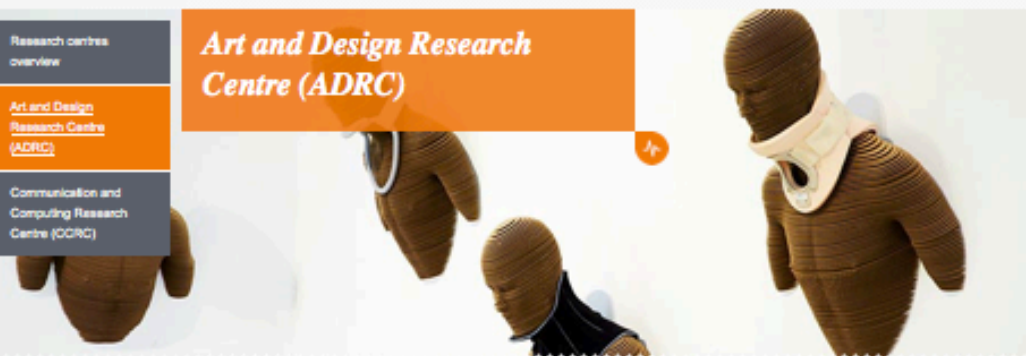 Research centres
overview
Art and Design
Research Centre
(ADRC)
Communication and
Computing Research
Centre (CCRC)
Art and Design Research
Centre (ADRC)